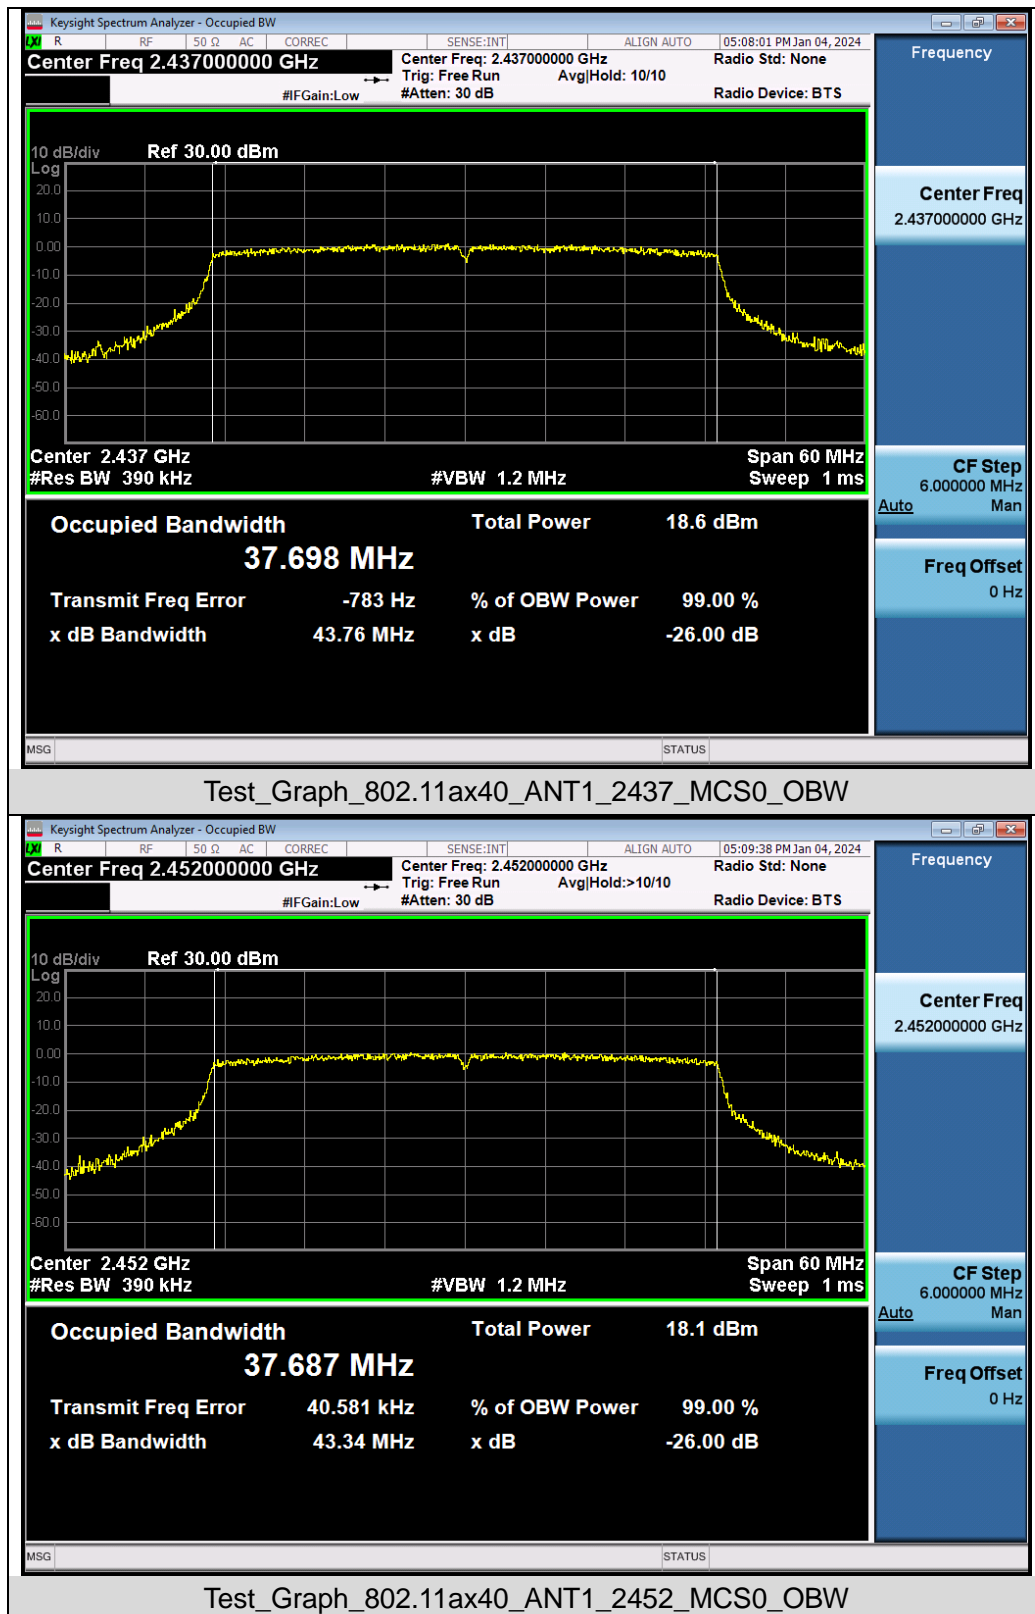 Keysight Spectrum Analyzer - Occupied BW
LXI R RF 50 Ω AC CORREC SENSE:INT ALIGN AUTO 05:08:01 PM Jan 04, 2024
Center Freq 2.437000000 GHz
Center Freq: 2.437000000 GHz
Radio Std: None
Trig: Free Run Avg|Hold: 10/10
#IFGain:Low #Atten: 30 dB Radio Device: BTS
Frequency
10 dB/div Ref 30.00 dBm
Log
20.0
10.0
0.00
-10.0
-20.0
-30.0
-40.0
-50.0
-60.0
Center Freq
2.437000000 GHz
Center 2.437 GHz Span 60 MHz
#Res BW 390 kHz #VBW 1.2 MHz Sweep 1 ms
CF Step
6.000000 MHz
Auto Man
Freq Offset
0 Hz
Occupied Bandwidth Total Power 18.6 dBm
37.698 MHz
Transmit Freq Error -783 Hz % of OBW Power 99.00 %
x dB Bandwidth 43.76 MHz x dB -26.00 dB
MSG STATUS
Test_Graph_802.11ax40_ANT1_2437_MCS0_OBW
Keysight Spectrum Analyzer - Occupied BW
LXI R RF 50 Ω AC CORREC SENSE:INT ALIGN AUTO 05:09:38 PM Jan 04, 2024
Center Freq 2.452000000 GHz
Center Freq: 2.452000000 GHz
Radio Std: None
Trig: Free Run Avg|Hold:>10/10
#IFGain:Low #Atten: 30 dB Radio Device: BTS
Frequency
10 dB/div Ref 30.00 dBm
Log
20.0
10.0
0.00
-10.0
-20.0
-30.0
-40.0
-50.0
-60.0
Center Freq
2.452000000 GHz
Center 2.452 GHz Span 60 MHz
#Res BW 390 kHz #VBW 1.2 MHz Sweep 1 ms
CF Step
6.000000 MHz
Auto Man
Freq Offset
0 Hz
Occupied Bandwidth Total Power 18.1 dBm
37.687 MHz
Transmit Freq Error 40.581 kHz % of OBW Power 99.00 %
x dB Bandwidth 43.34 MHz x dB -26.00 dB
MSG STATUS
Test_Graph_802.11ax40_ANT1_2452_MCS0_OBW